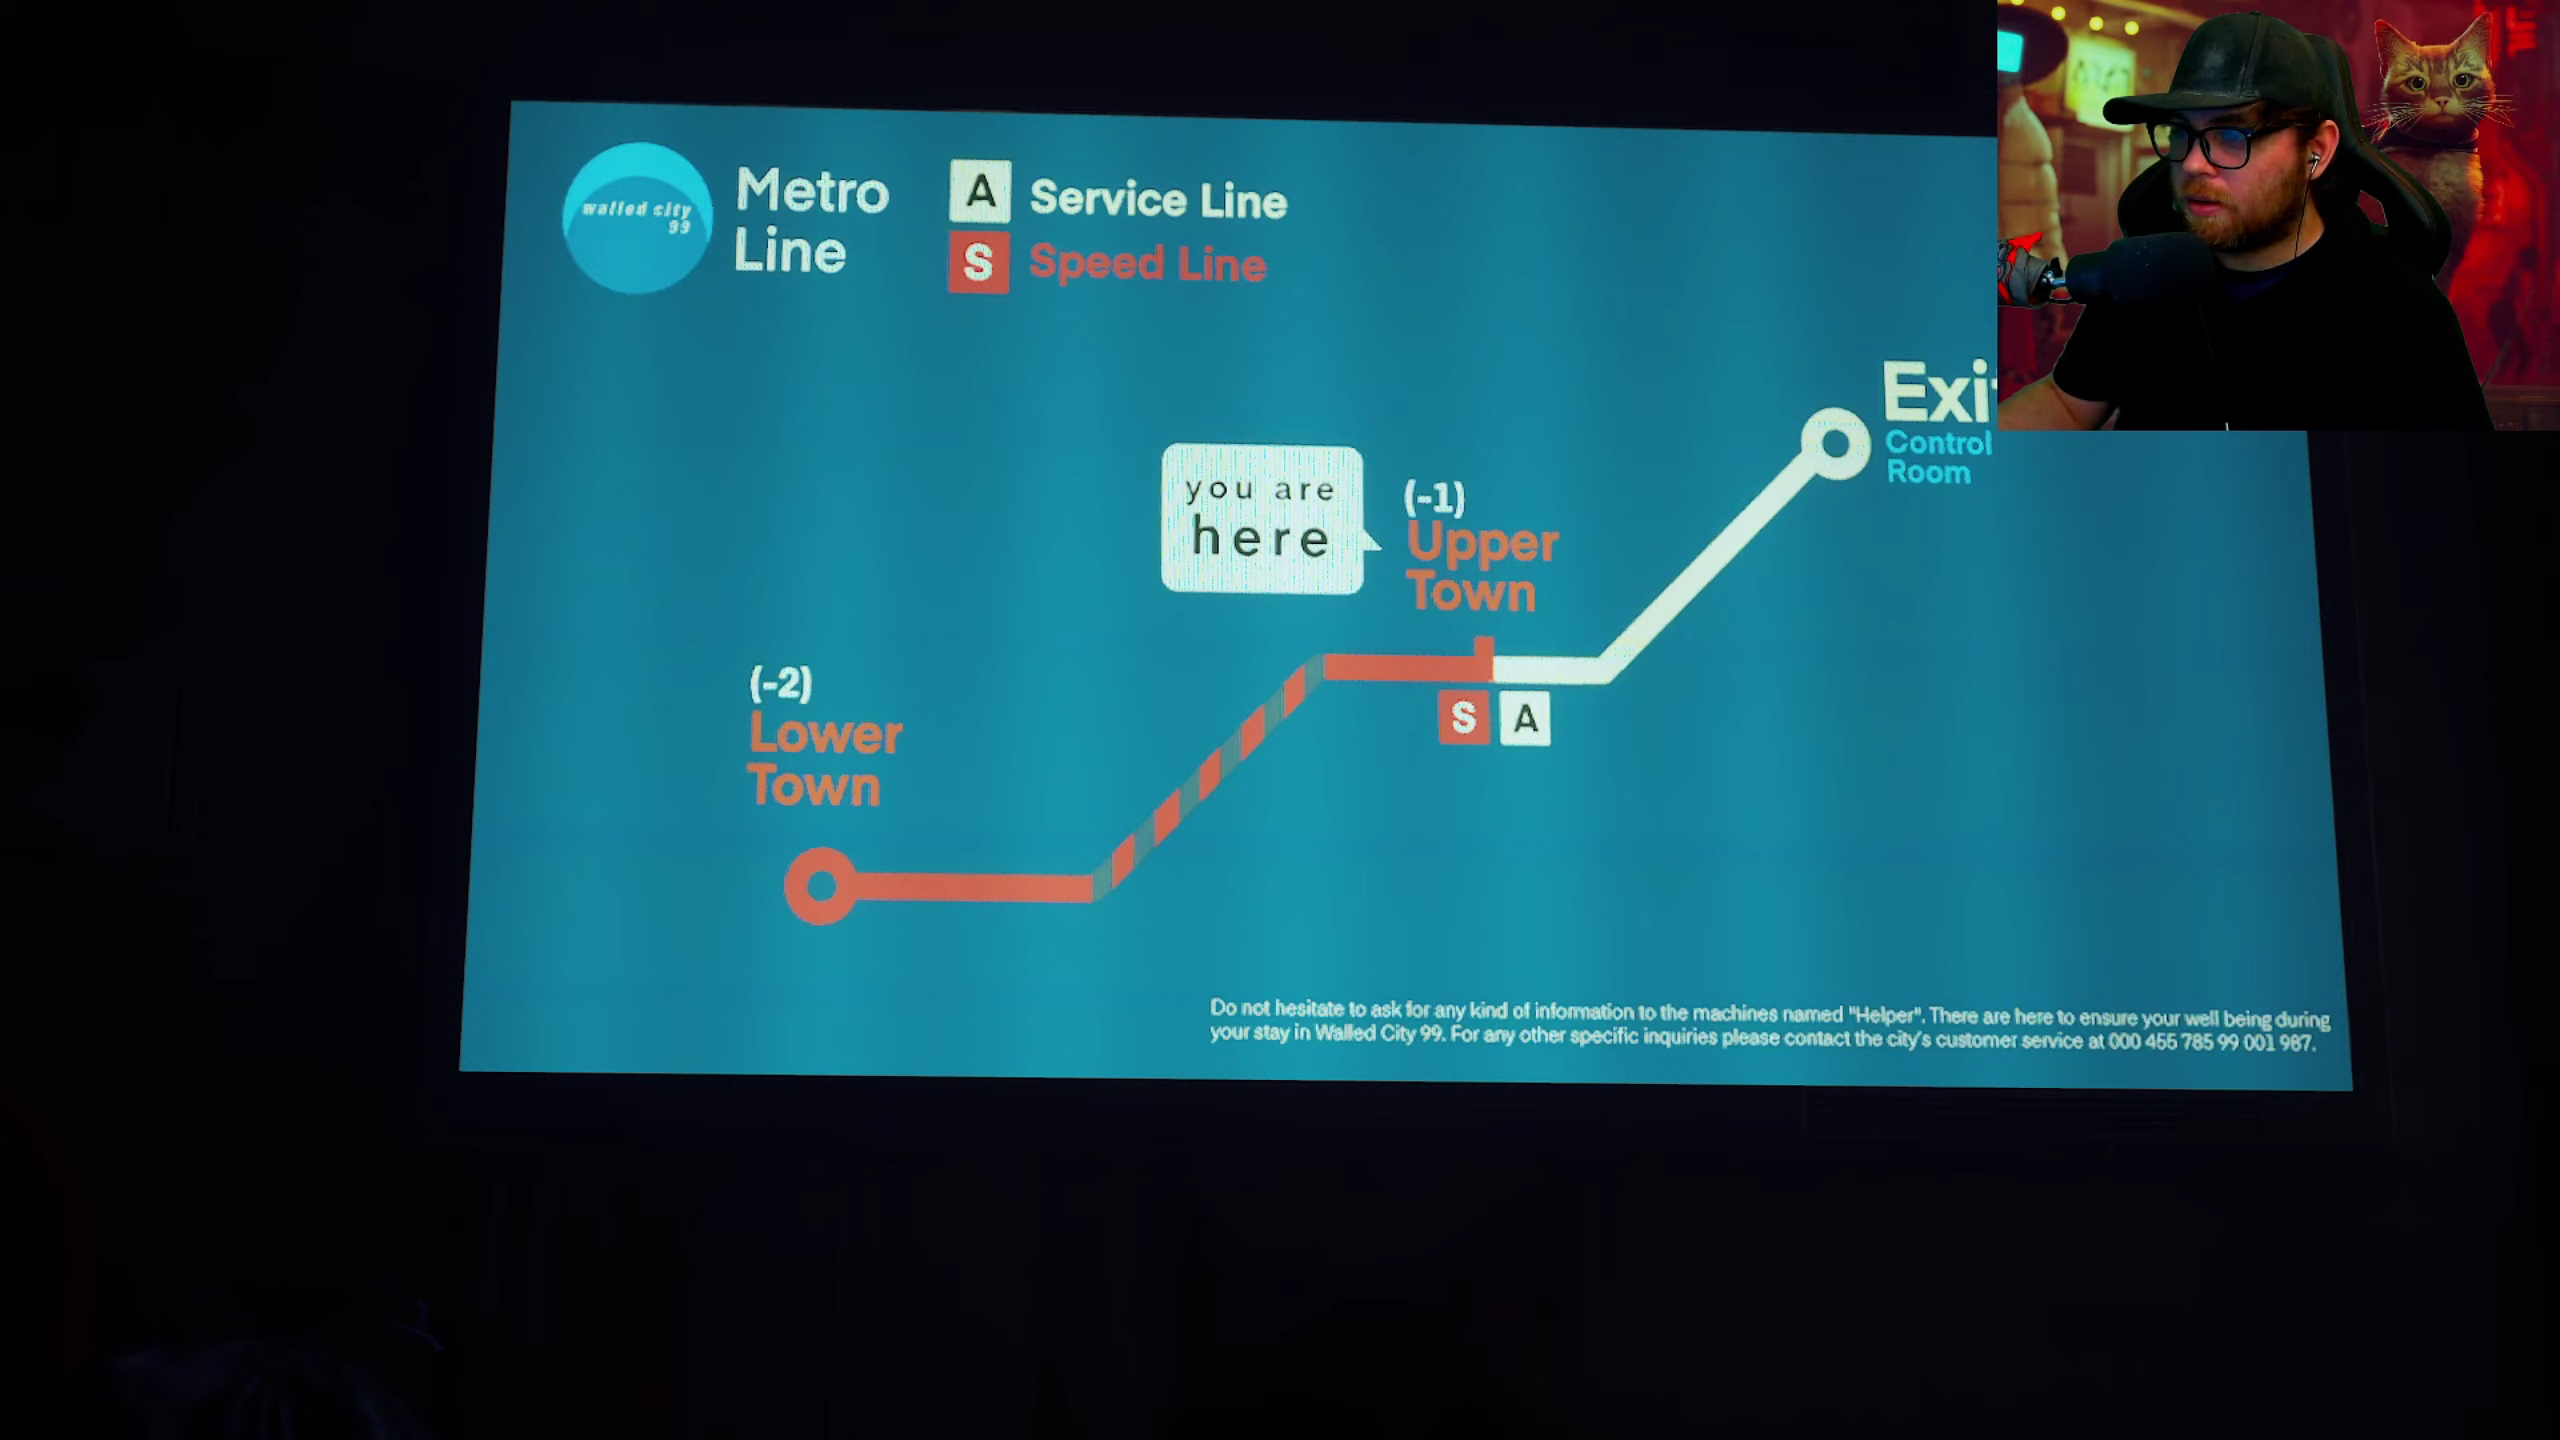 walled city
99
Metro
Line
A Service Line
S Speed Line
Control
Room
you are
here
(-1)
Upper
Town
S A
(-2)
Lower
Town
Do not hesitate to ask for any kind of information to the machines named "Helper". There are here to ensure your well being during
your stay in Walled City 99. For any other specific inquiries please contact the city's customer service at 000 455 785 99 001 987.